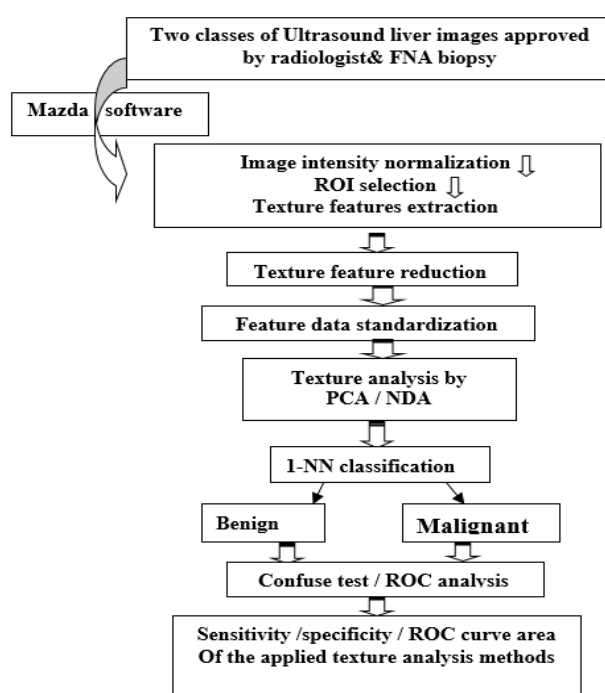 Two classes of Ultrasound liver images approved
by radiologist& FNA biopsy
Mazda software
Image intensity normalization
ROI selection
Texture features extraction
Texture feature reduction
Feature data standardization
Texture analysis by
PCA / NDA
1-NN classification
Benign
Malignant
Confuse test / ROC analysis
Sensitivity /specificity / ROC curve area
Of the applied texture analysis methods